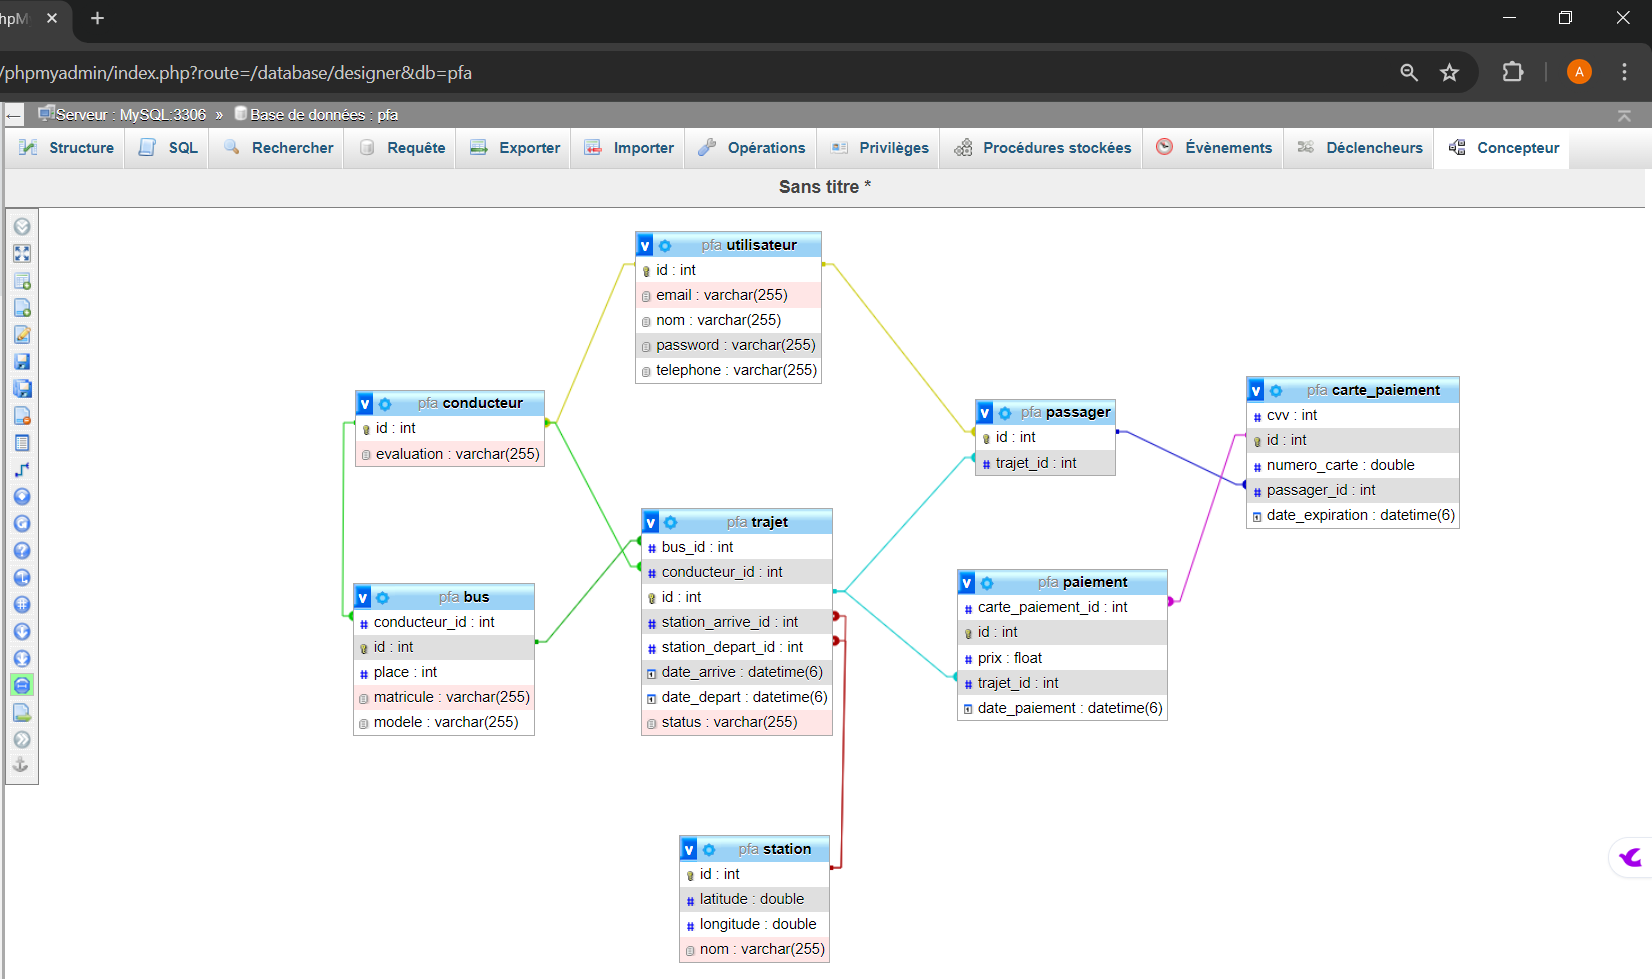 /phpmyadmin/index.php?route=/database/designer&db=pfa
A
Serveur : MySQL:3306 » Base de données : pfa
Structure SQL Rechercher Requête Exporter Importer Opérations Privilèges Procédures stockées Évènements Déclencheurs Concepteur
Sans titre *
v pfa utilisateur
id : int
email : varchar(255)
nom : varchar(255)
password : varchar(255)
telephone : varchar(255)
v pfa conducteur
id : int
evaluation : varchar(255)
v pfa passager
id : int
trajet_id : int
v pfa carte_paiement
cvv : int
id : int
numero_carte : double
passager_id : int
date_expiration : datetime(6)
v pfa trajet
bus_id : int
conducteur_id : int
id : int
station_arrive_id : int
station_depart_id : int
date_arrive : datetime(6)
date_depart : datetime(6)
status : varchar(255)
v pfa bus
conducteur_id : int
id : int
place : int
matricule : varchar(255)
modele : varchar(255)
v pfa paiement
carte_paiement_id : int
id : int
prix : float
trajet_id : int
date_paiement : datetime(6)
v pfa station
id : int
latitude : double
longitude : double
nom : varchar(255)